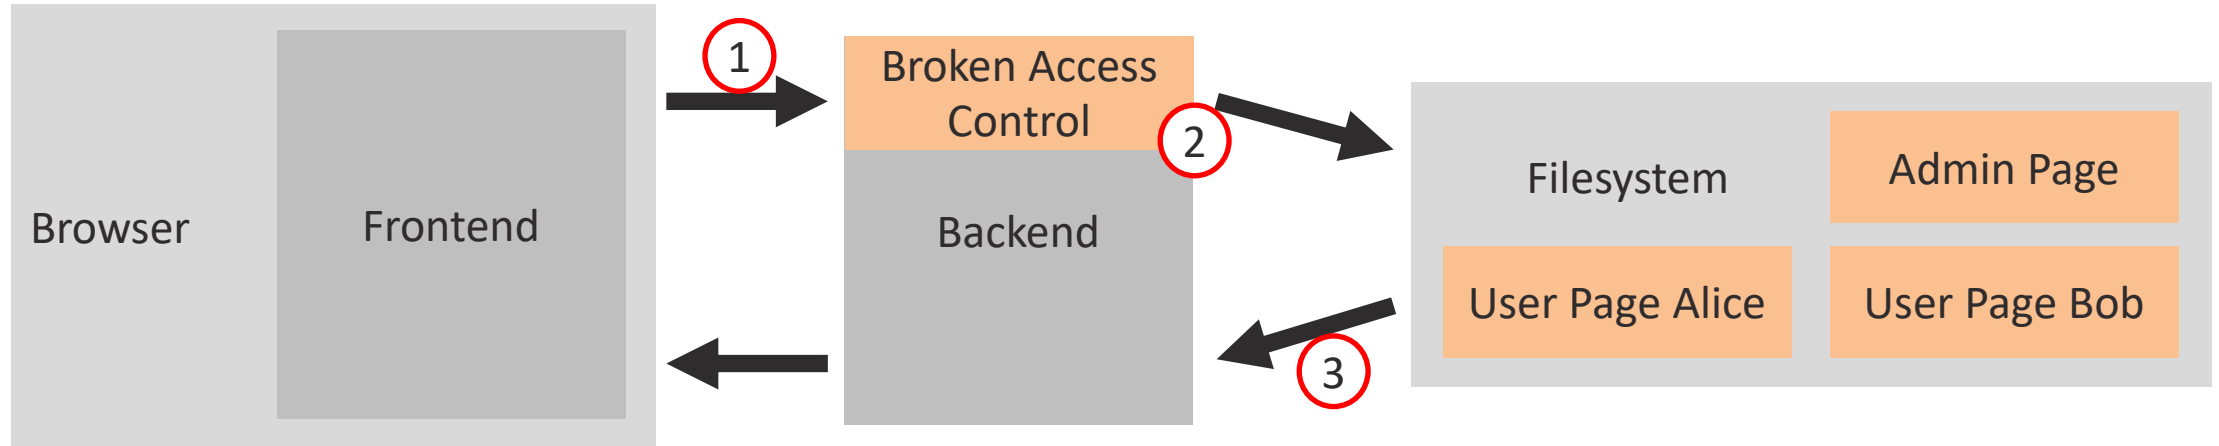 Browser
Frontend
1
Broken Access
Control
2
Backend
Filesystem
Admin Page
User Page Alice
User Page Bob
3